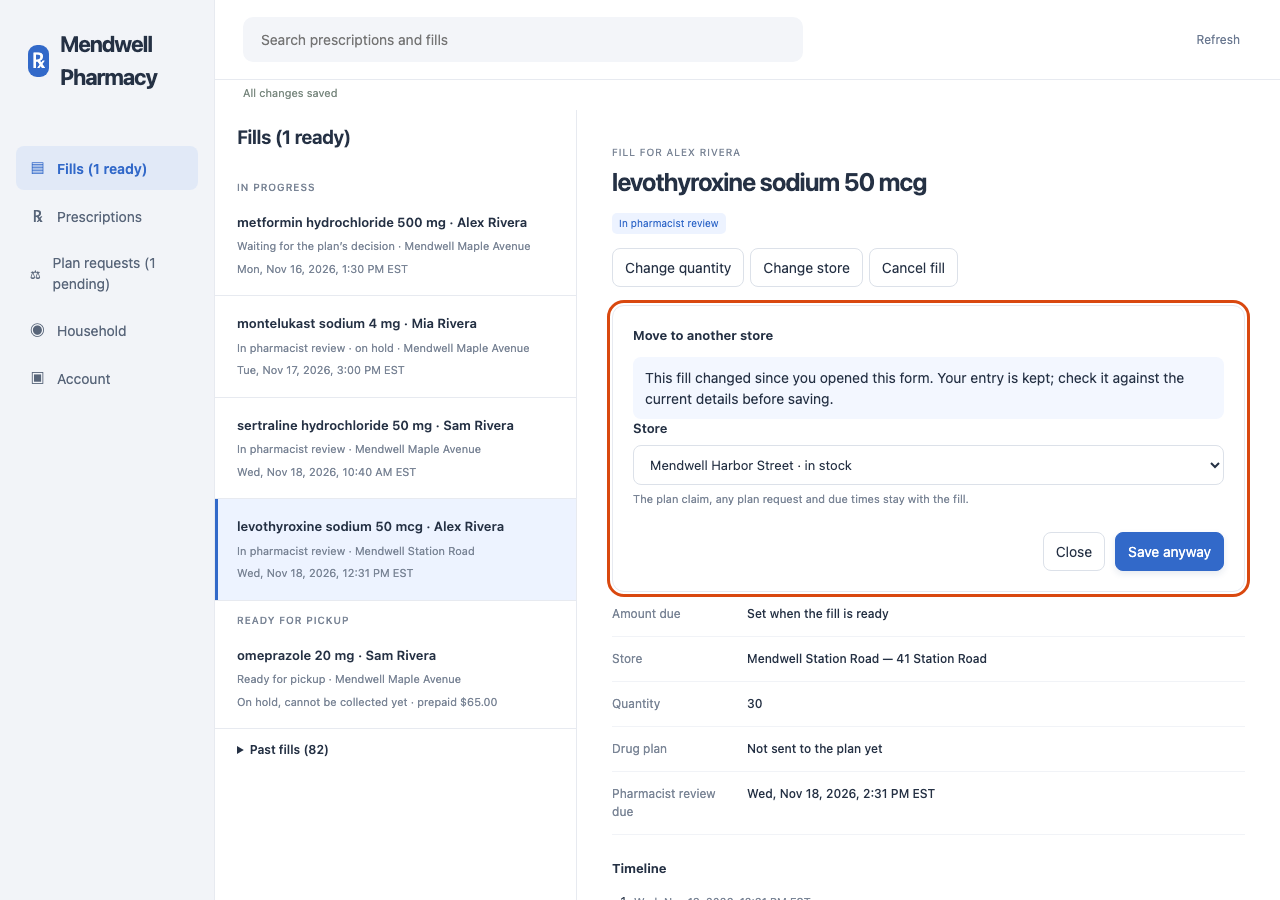 Mendwell
Pharmacy
Search prescriptions and fills
Refresh
All changes saved
Fills (1 ready)
Prescriptions
Plan requests (1
pending)
Household
Account
Fills (1 ready)
IN PROGRESS
metformin hydrochloride 500 mg · Alex Rivera
Waiting for the plan's decision · Mendwell Maple Avenue
Mon, Nov 16, 2026, 1:30 PM EST
montelukast sodium 4 mg · Mia Rivera
In pharmacist review · on hold · Mendwell Maple Avenue
Tue, Nov 17, 2026, 3:00 PM EST
sertraline hydrochloride 50 mg · Sam Rivera
In pharmacist review · Mendwell Maple Avenue
Wed, Nov 18, 2026, 10:40 AM EST
levothyroxine sodium 50 mcg · Alex Rivera
In pharmacist review · Mendwell Station Road
Wed, Nov 18, 2026, 12:31 PM EST
READY FOR PICKUP
omeprazole 20 mg · Sam Rivera
Ready for pickup · Mendwell Maple Avenue
On hold, cannot be collected yet · prepaid $65.00
Past fills (82)
FILL FOR ALEX RIVERA
levothyroxine sodium 50 mcg
In pharmacist review
Change quantity
Change store
Cancel fill
Move to another store
This fill changed since you opened this form. Your entry is kept; check it against the
current details before saving.
Store
Mendwell Harbor Street · in stock
The plan claim, any plan request and due times stay with the fill.
Close
Save anyway
Amount due
Set when the fill is ready
Store
Mendwell Station Road — 41 Station Road
Quantity
30
Drug plan
Not sent to the plan yet
Pharmacist review
due
Wed, Nov 18, 2026, 2:31 PM EST
Timeline